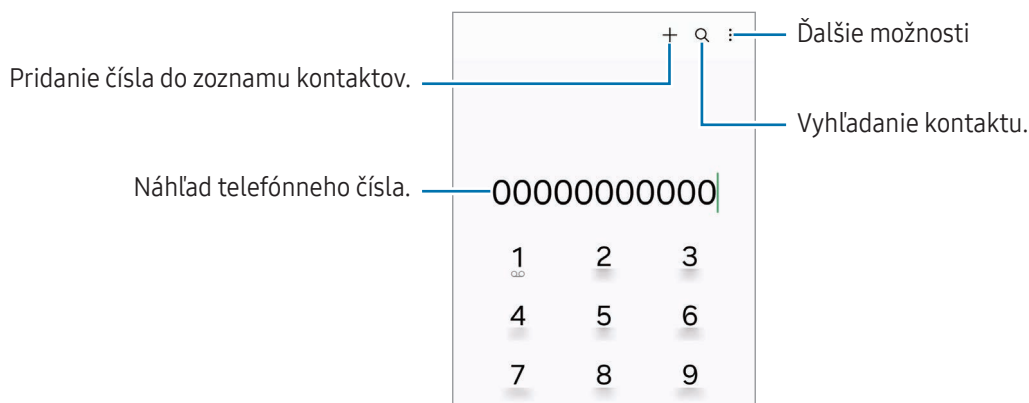 Ďalšie možnosti
Pridanie čísla do zoznamu kontaktov.
Vyhľadanie kontaktu.
Náhľad telefónneho čísla.
00000000000
1 2 3
4 5 6
7 8 9